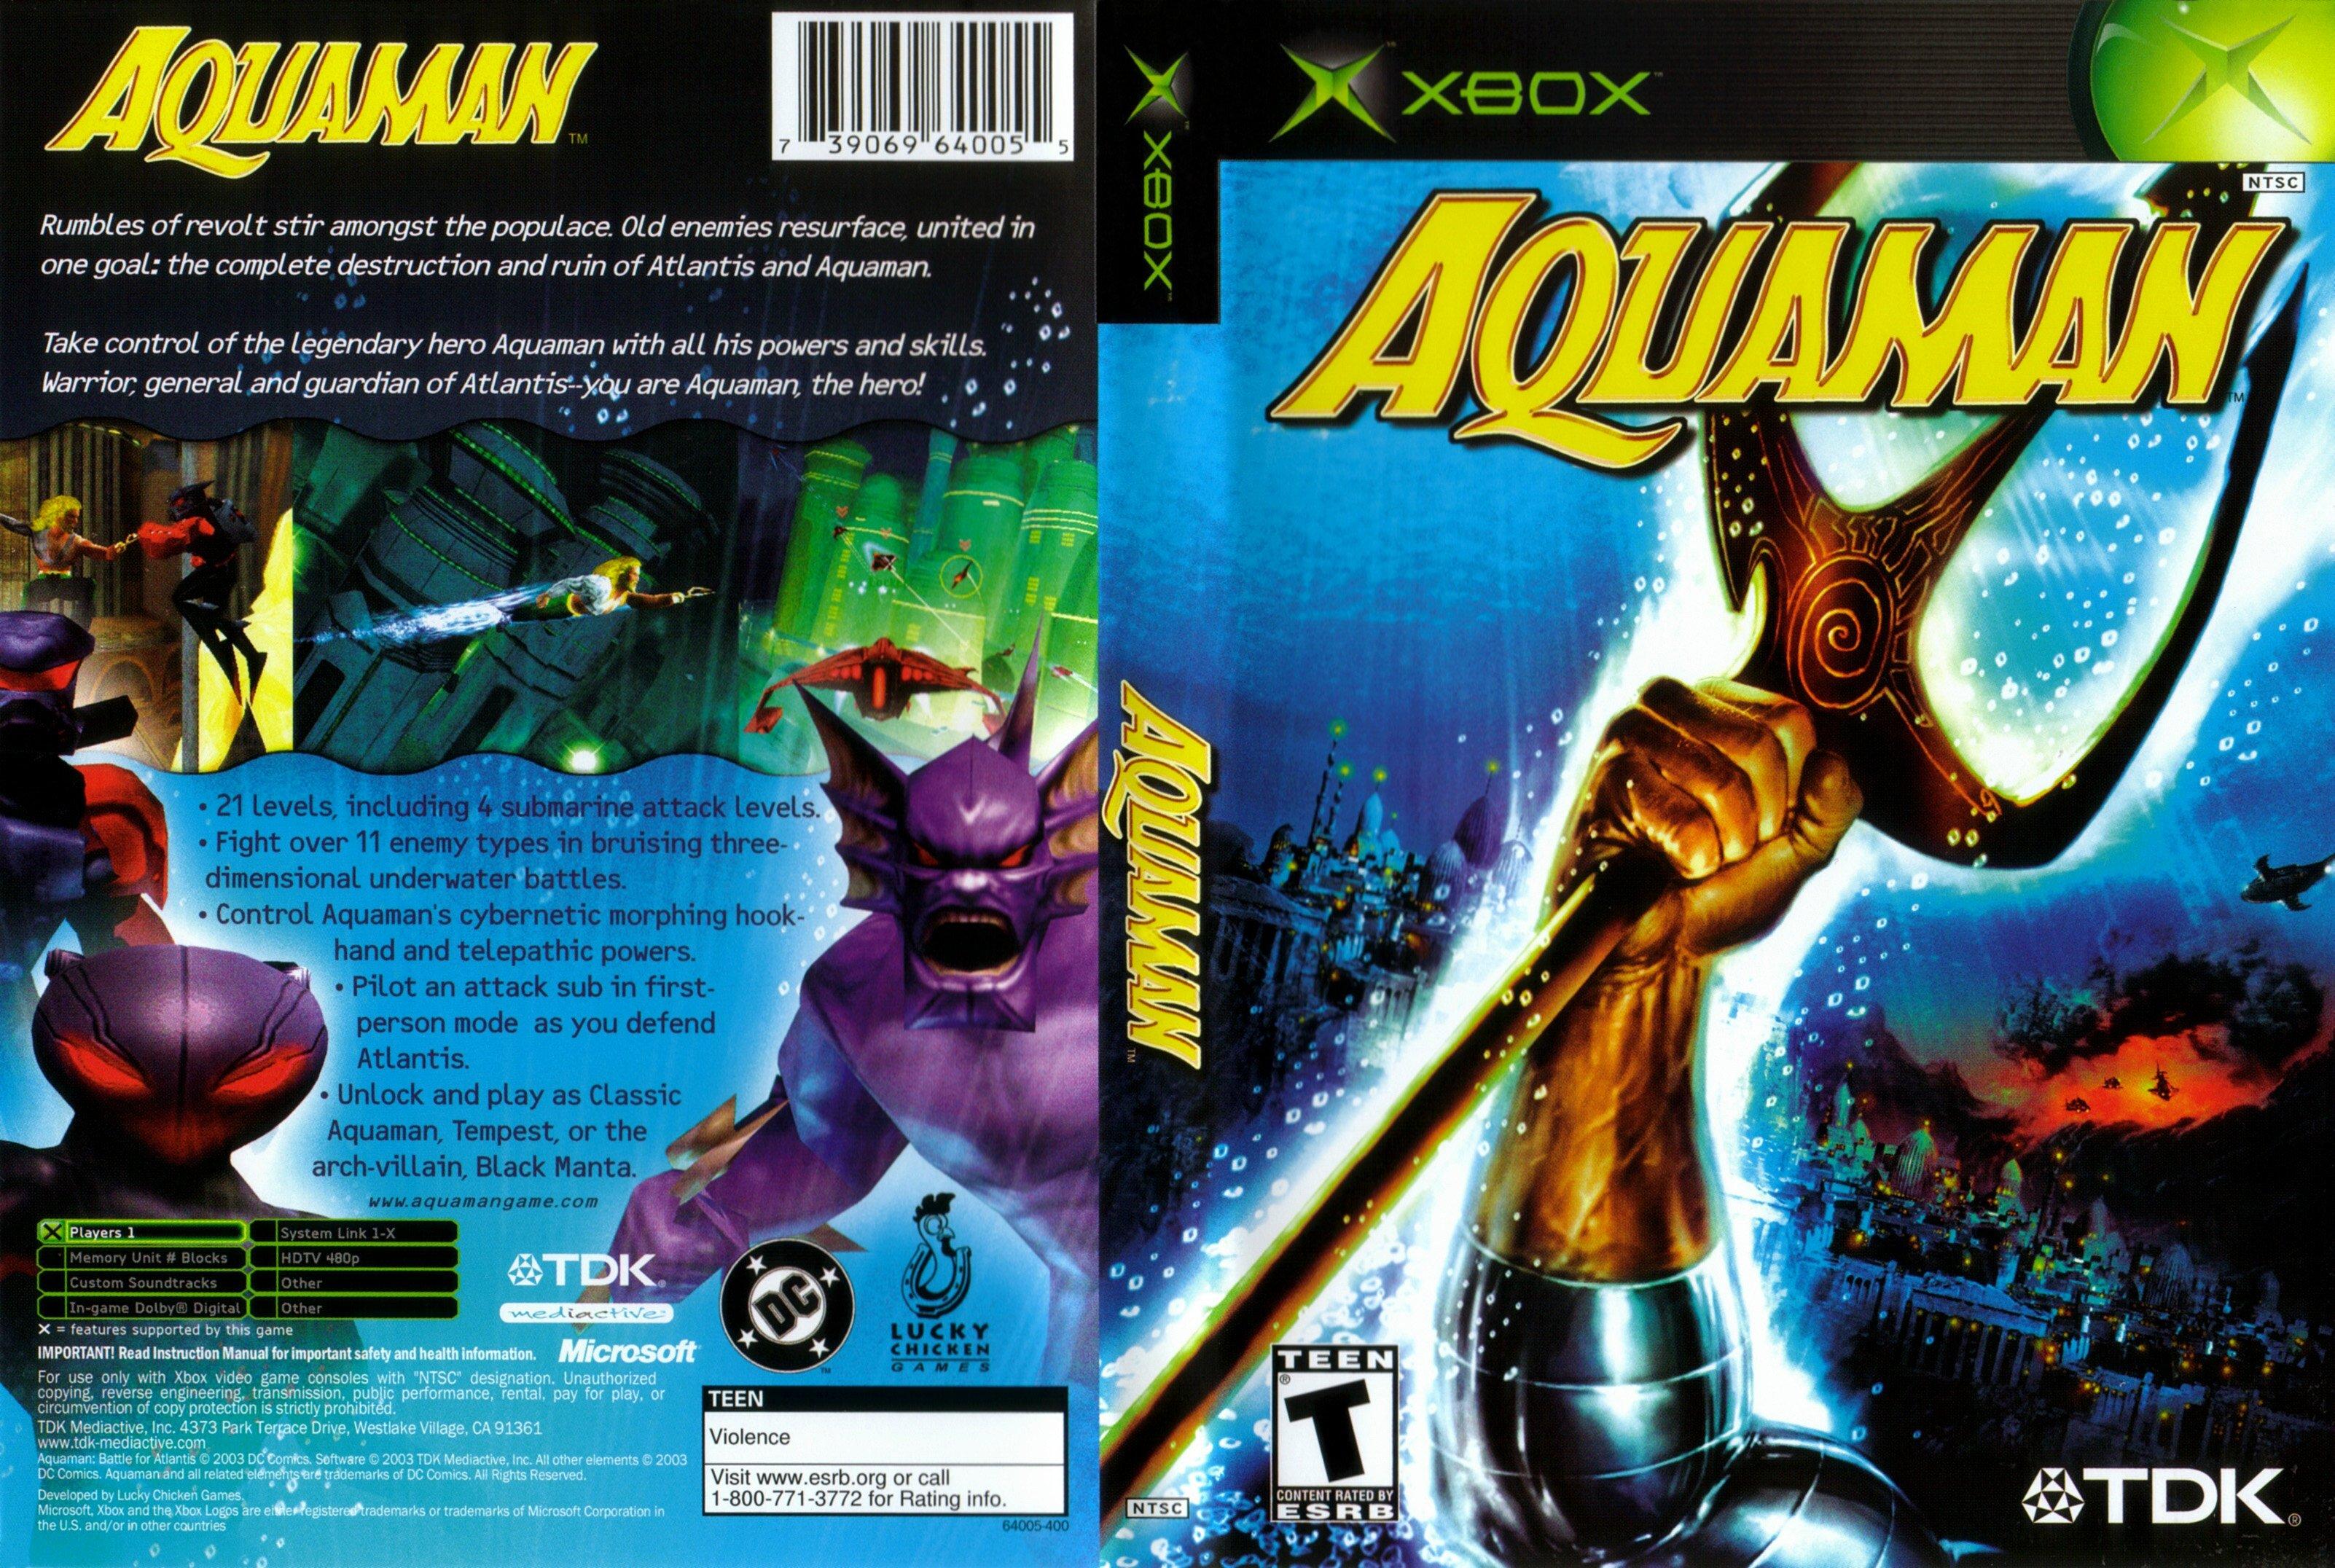 AQUAMAN™
7 39069 64005 5
Rumbles of revolt stir amongst the populace. Old enemies resurface, united in
one goal: the complete destruction and ruin of Atlantis and Aquaman.
Take control of the legendary hero Aquaman with all his powers and skills.
Warrior, general and guardian of Atlantis--you are Aquaman, the hero!
• 21 levels, including 4 submarine attack levels.
• Fight over 11 enemy types in bruising three-
dimensional underwater battles.
• Control Aquaman's cybernetic morphing hook-
hand and telepathic powers.
• Pilot an attack sub in first-
person mode as you defend
Atlantis.
• Unlock and play as Classic
Aquaman, Tempest, or the
arch-villain, Black Manta.
www.aquamangame.com
X Players 1
System Link 1-X
Memory Unit # Blocks
HDTV 480p
Custom Soundtracks
Other
In-game Dolby® Digital
Other
X = features supported by this game
TDK®
mediactive™
DC™
LUCKY
CHICKEN
GAMES
IMPORTANT! Read Instruction Manual for important safety and health information.
Microsoft®
For use only with Xbox video game consoles with "NTSC" designation. Unauthorized
copying, reverse engineering, transmission, public performance, rental, pay for play, or
circumvention of copy protection is strictly prohibited.
TDK Mediactive, Inc. 4373 Park Terrace Drive, Westlake Village, CA 91361
www.tdk-mediactive.com
Aquaman: Battle for Atlantis © 2003 DC Comics. Software © 2003 TDK Mediactive, Inc. All other elements © 2003
DC Comics. Aquaman and all related elements are trademarks of DC Comics. All Rights Reserved.
Developed by Lucky Chicken Games.
Microsoft, Xbox and the Xbox Logos are either registered trademarks or trademarks of Microsoft Corporation in
the U.S. and/or in other countries
TEEN
Violence
Visit www.esrb.org or call
1-800-771-3772 for Rating info.
64005-400
XBOX™
AQUAMAN™
NTSC
XBOX™
NTSC
AQUAMAN™
TEEN
T®
CONTENT RATED BY
ESRB
TDK®